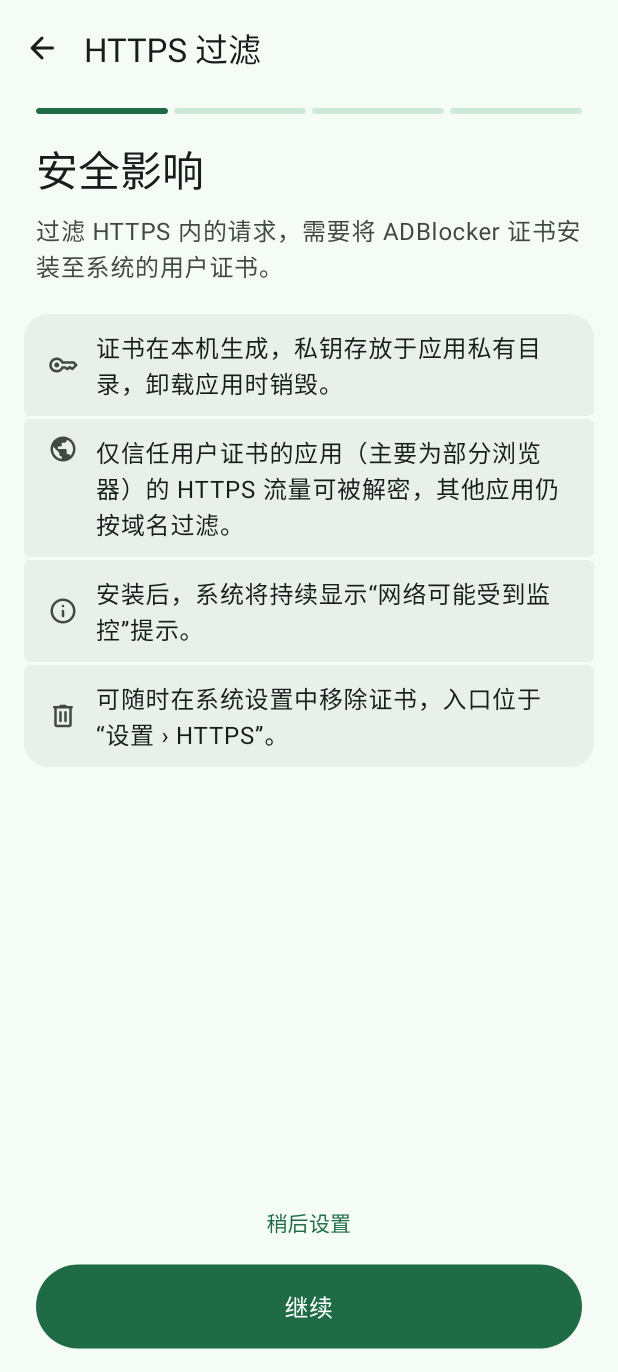 HTTPS 过滤
安全影响
过滤 HTTPS 内的请求，需要将 ADBlocker 证书安
装至系统的用户证书。
证书在本机生成，私钥存放于应用私有目
录，卸载应用时销毁。
仅信任用户证书的应用（主要为部分浏览
器）的 HTTPS 流量可被解密，其他应用仍
按域名过滤。
安装后，系统将持续显示“网络可能受到监
控”提示。
可随时在系统设置中移除证书，入口位于
“设置 › HTTPS”。
稍后设置
继续